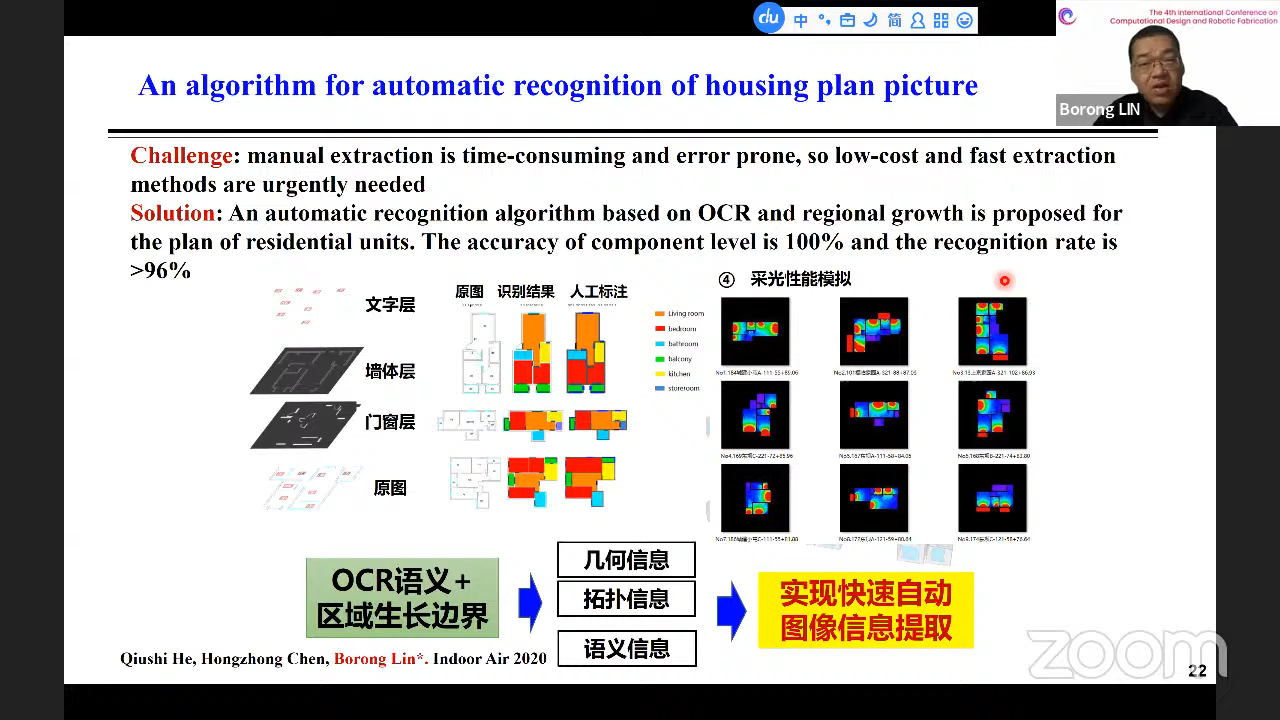 中
简
The 4th International Conference on
Computational Design and Robotic Fabrication
Borong LIN
An algorithm for automatic recognition of housing plan picture
Challenge: manual extraction is time-consuming and error prone, so low-cost and fast extraction
methods are urgently needed
Solution: An automatic recognition algorithm based on OCR and regional growth is proposed for
the plan of residential units. The accuracy of component level is 100% and the recognition rate is
>96%
文字层
墙体层
门窗层
原图
原图 识别结果 人工标注
Living room
bedroom
bathroom
balcony
kitchen
storeroom
④ 采光性能模拟
OCR语义+
区域生长边界
几何信息
拓扑信息
语义信息
实现快速自动
图像信息提取
Qiushi He, Hongzhong Chen, Borong Lin*. Indoor Air 2020
22
zoom